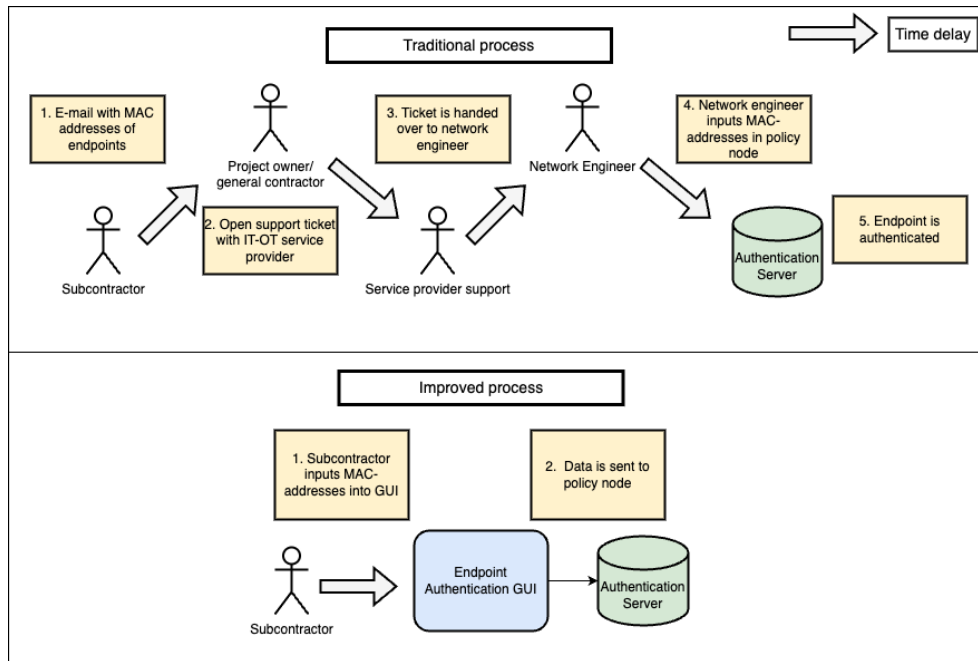 Traditional process
Time delay
1. E-mail with MAC
addresses of
endpoints
Project owner/
general contractor
3. Ticket is handed
over to network
engineer
Network Engineer
4. Network engineer
inputs MAC-
addresses in policy
node
Subcontractor
2. Open support ticket
with IT-OT service
provider
Service provider support
Authentication
Server
5. Endpoint is
authenticated
Improved process
1. Subcontractor
inputs MAC-
addresses into GUI
2. Data is sent to
policy node
Subcontractor
Endpoint
Authentication GUI
Authentication
Server